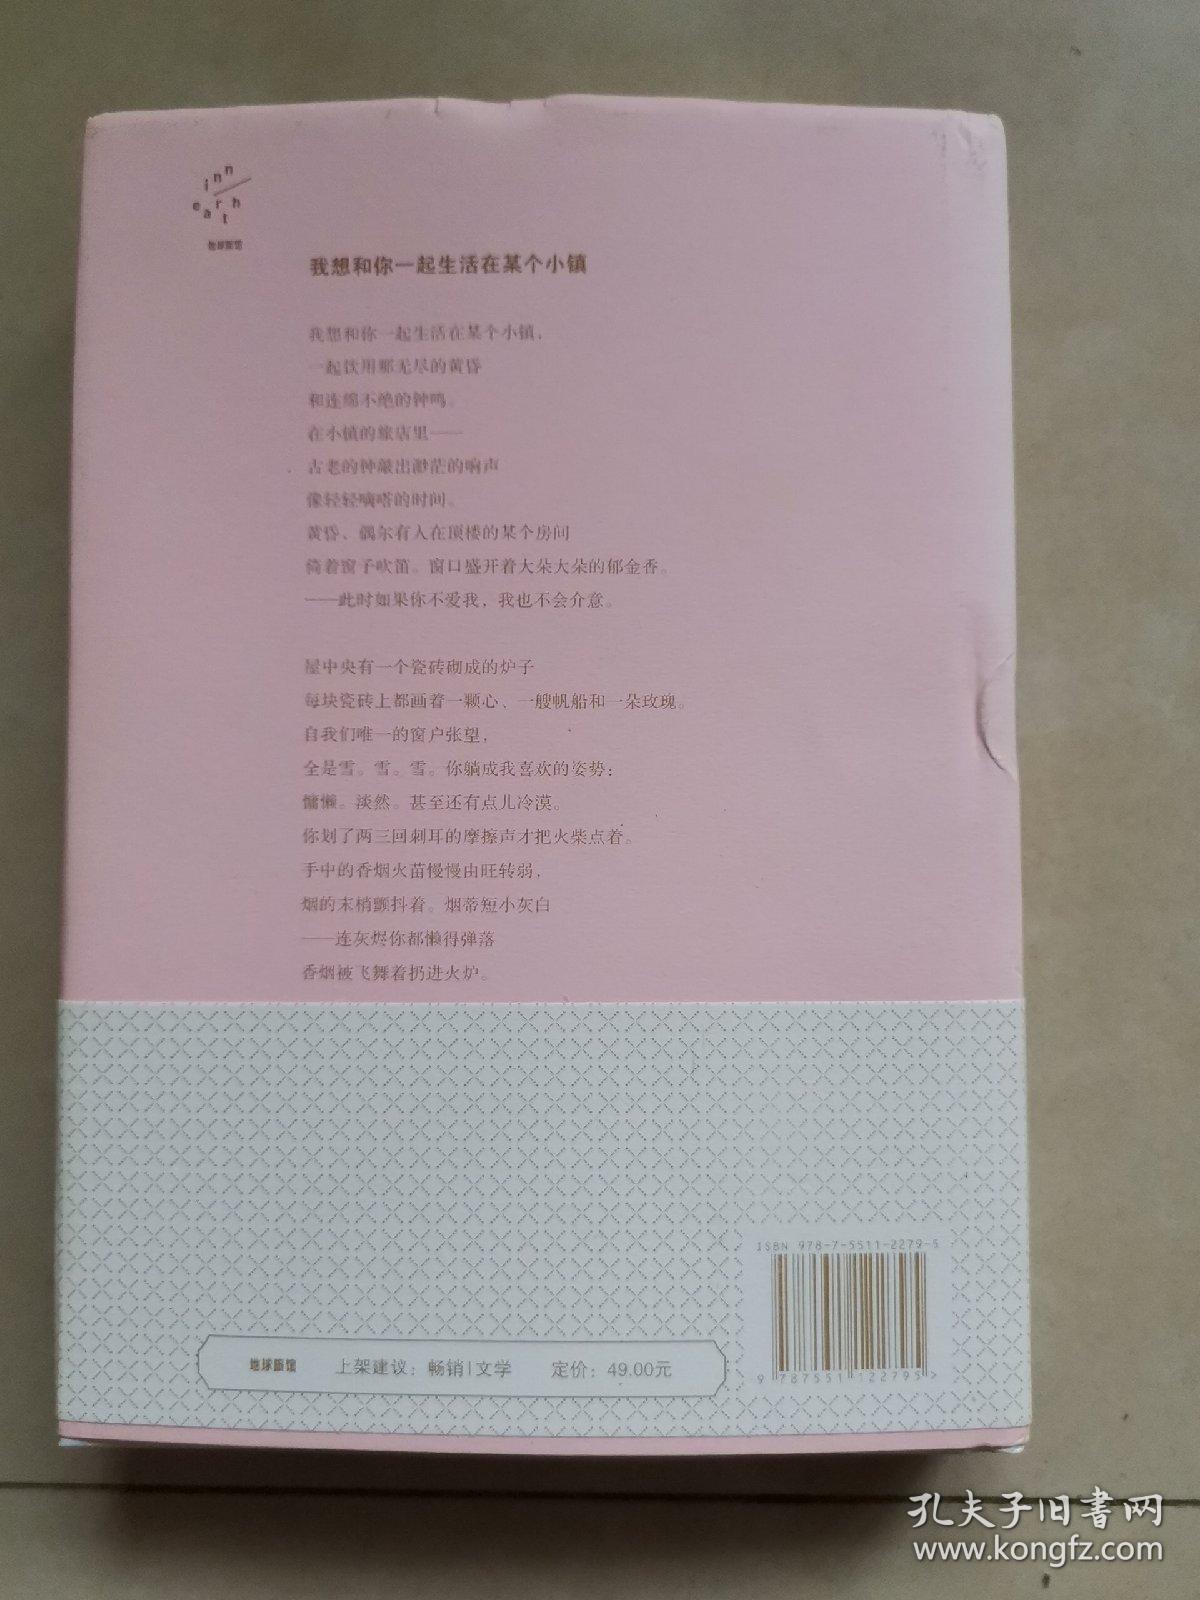 inn
earth
地球旅馆
我想和你一起生活在某个小镇
我想和你一起生活在某个小镇，
一起饮用那无尽的黄昏
和连绵不绝的钟鸣。
在小镇的旅店里——
古老的钟敲出渺茫的响声
像轻轻嘀嗒的时间。
黄昏、偶尔有人在顶楼的某个房间
倚着窗子吹笛。窗口盛开着大朵大朵的郁金香。
——此时如果你不爱我，我也不会介意。
屋中央有一个瓷砖砌成的炉子
每块瓷砖上都画着一颗心、一艘帆船和一朵玫瑰。
自我们唯一的窗户张望，
全是雪。雪。雪。你躺成我喜欢的姿势：
慵懒。淡然。甚至还有点儿冷漠。
你划了两三回刺耳的摩擦声才把火柴点着。
手中的香烟火苗慢慢由旺转弱，
烟的末梢颤抖着。烟蒂短小灰白
——连灰烬你都懒得弹落
香烟被飞舞着扔进火炉。
ISBN 978-7-5511-2279-5
9 787551 122795 >
地球旅馆 上架建议：畅销|文学 定价：49.00元
孔夫子旧书网
www.kongfz.com